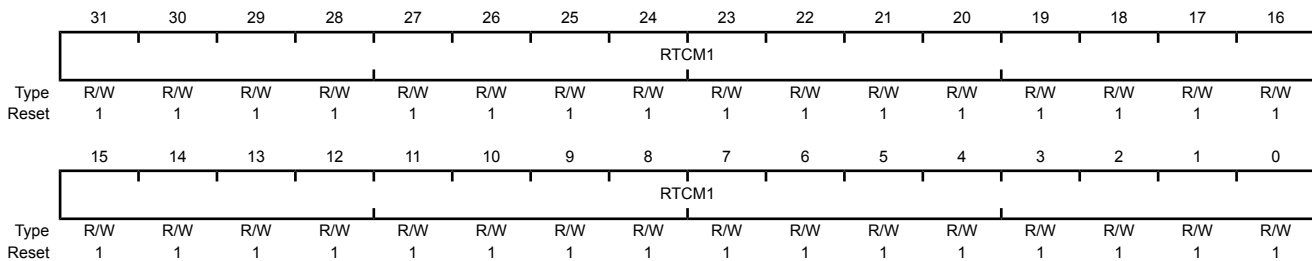 31 30 29 28 27 26 25 24 23 22 21 20 19 18 17 16
RTCM1
Type R/W R/W R/W R/W R/W R/W R/W R/W R/W R/W R/W R/W R/W R/W R/W R/W
Reset 1 1 1 1 1 1 1 1 1 1 1 1 1 1 1 1
15 14 13 12 11 10 9 8 7 6 5 4 3 2 1 0
RTCM1
Type R/W R/W R/W R/W R/W R/W R/W R/W R/W R/W R/W R/W R/W R/W R/W R/W
Reset 1 1 1 1 1 1 1 1 1 1 1 1 1 1 1 1